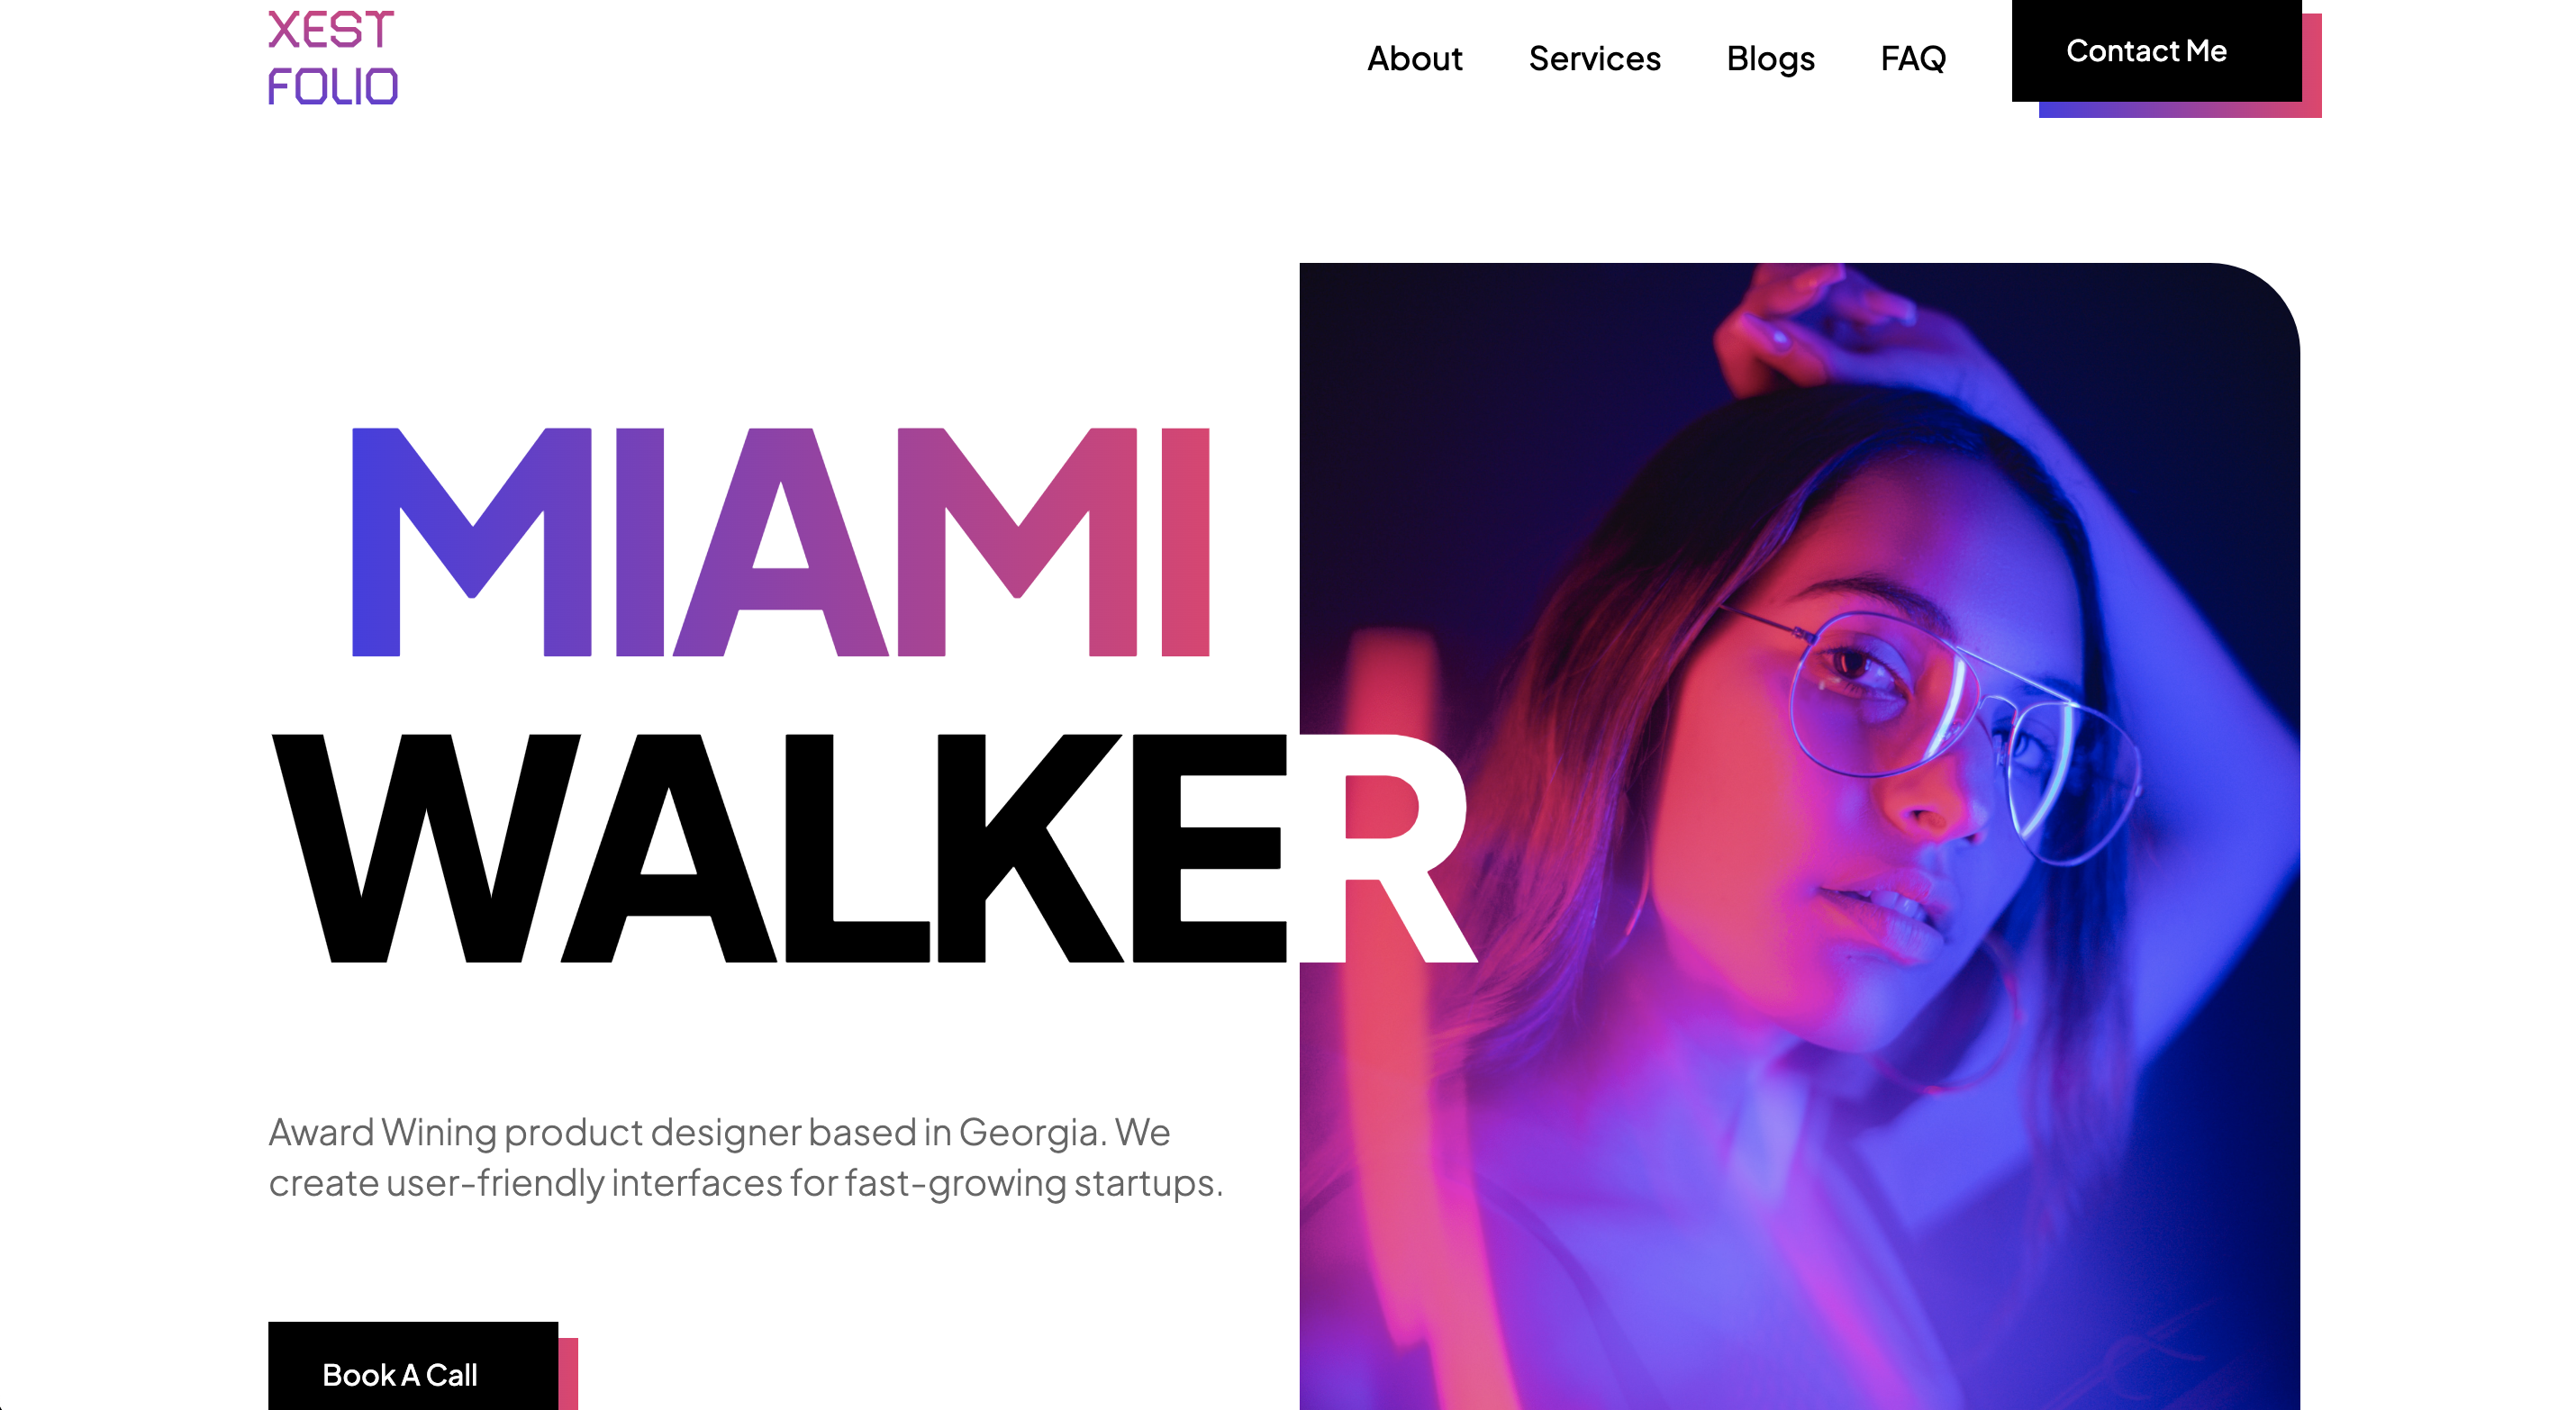 XEST
FOLIO
About Services Blogs FAQ Contact Me
MIAMI
WALKER
Award Wining product designer based in Georgia. We
create user-friendly interfaces for fast-growing startups.
Book A Call